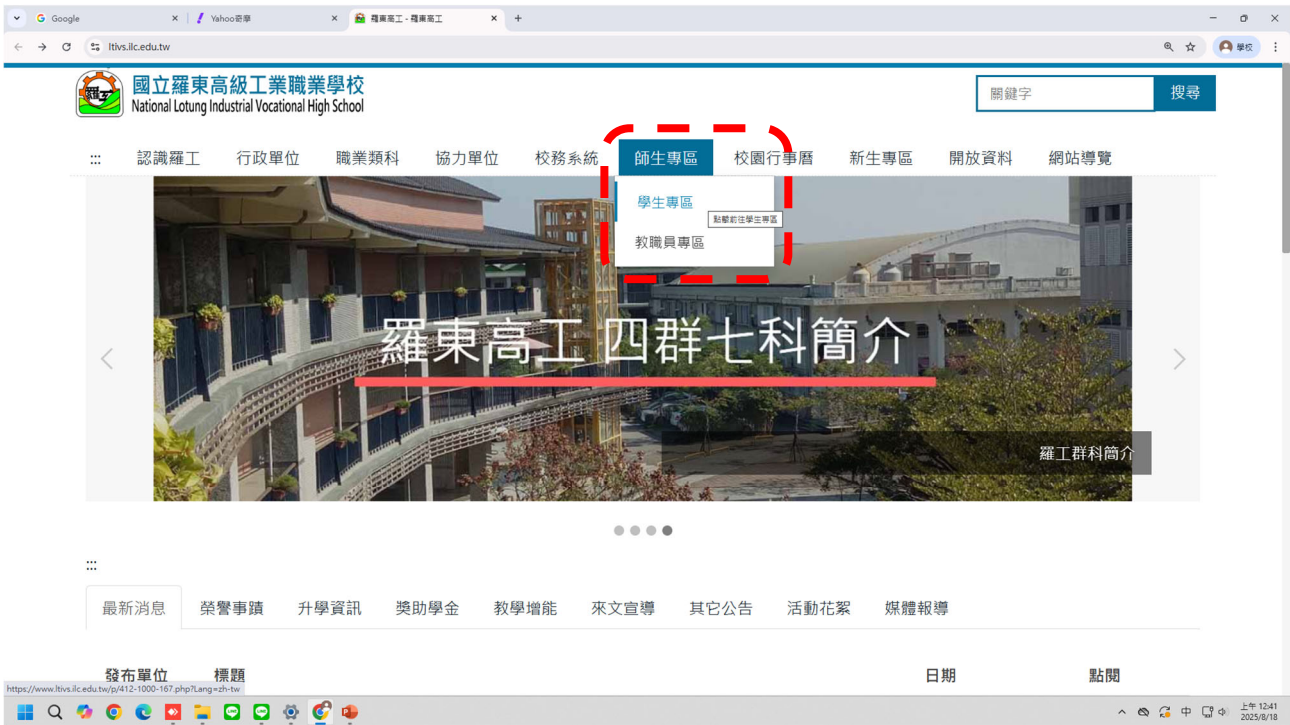 Google
Yahoo奇摩
羅東高工 - 羅東高工
ltivs.ilc.edu.tw
學校
羅工
國立羅東高級工業職業學校
National Lotung Industrial Vocational High School
關鍵字
搜尋
:::
認識羅工
行政單位
職業類科
協力單位
校務系統
師生專區
校園行事曆
新生專區
開放資料
網站導覽
學生專區
點擊前往學生專區
教職員專區
羅東高工 四群七科簡介
羅工群科簡介
:::
最新消息
榮譽事蹟
升學資訊
獎助學金
教學增能
來文宣導
其它公告
活動花絮
媒體報導
發布單位
標題
日期
點閱
https://www.ltivs.ilc.edu.tw/p/412-1000-167.php?Lang=zh-tw
中
上午 12:41
2025/8/18